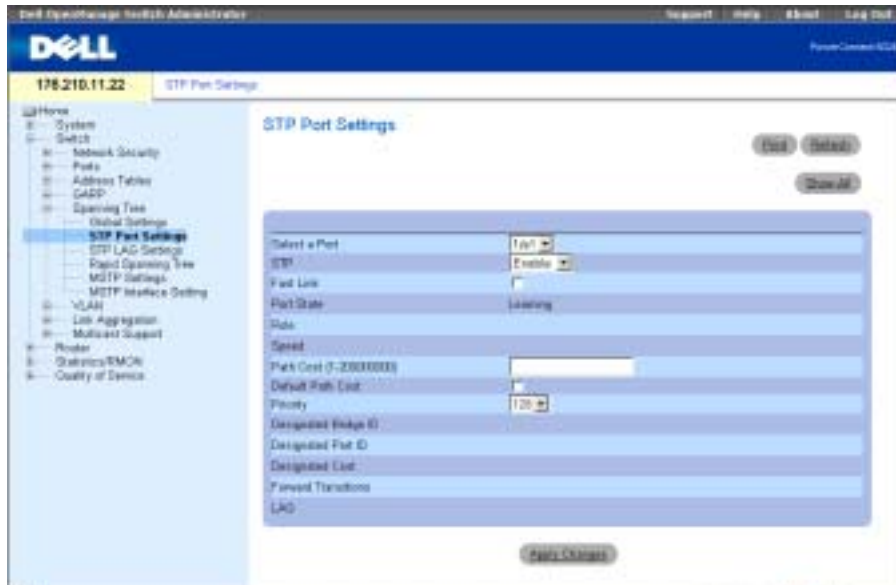 Dell OpenManage Switch Administrator
Support Help About Log Out
DELL
176.210.11.22
STP Port Settings
Home
System
Switch
Network Security
Ports
Address Tables
GARP
Spanning Tree
Global Settings
STP Port Settings
STP LAG Settings
Rapid Spanning Tree
MSTP Settings
MSTP Interface Setting
VLAN
Link Aggregation
Multicast Support
Router
Statistics/RMON
Quality of Service
STP Port Settings
Print Refresh
Show All
Select a Port
STP Enable
Fast Link
Port State
Role
Speed
Path Cost (1-200000000)
Default Path Cost
Priority 128
Designated Bridge ID
Designated Port ID
Designated Cost
Forward Transitions
LAG
Apply Changes